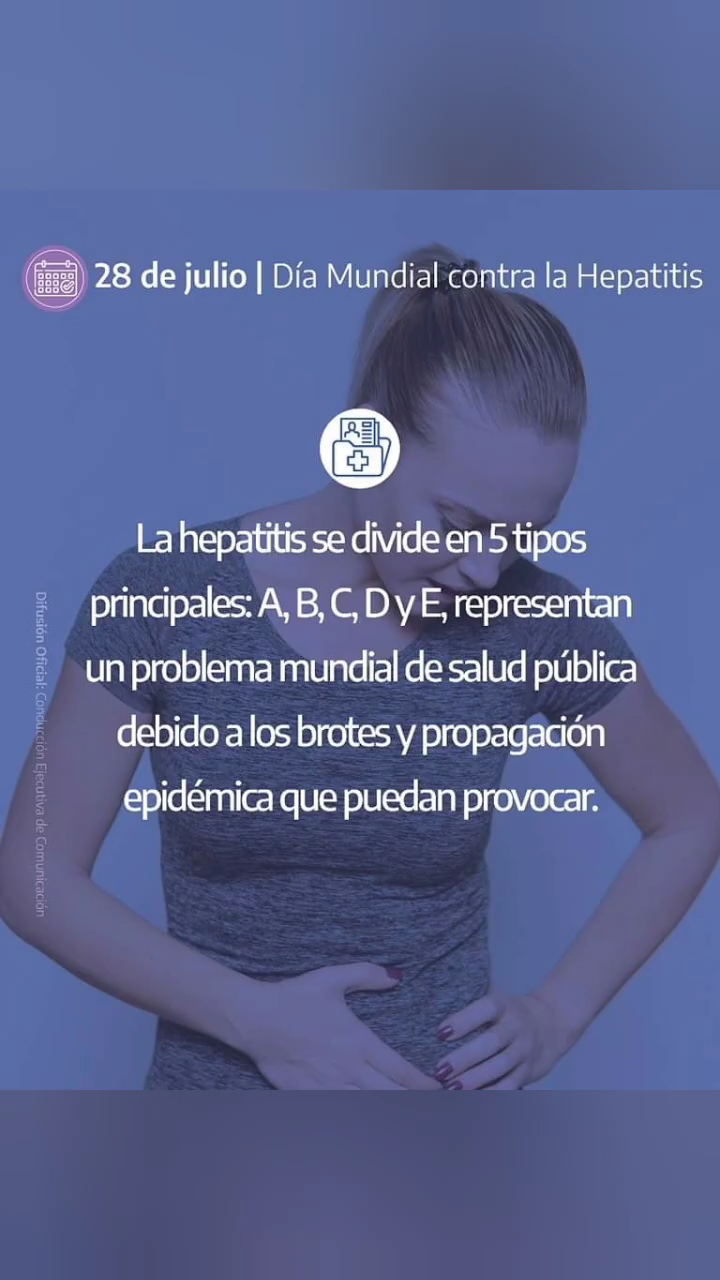 28 de julio | Día Mundial contra la Hepatitis
La hepatitis se divide en 5 tipos
principales: A, B, C, D y E, representan
un problema mundial de salud pública
debido a los brotes y propagación
epidémica que puedan provocar.
Difusión Oficial: Conducción Ejecutiva de Comunicación